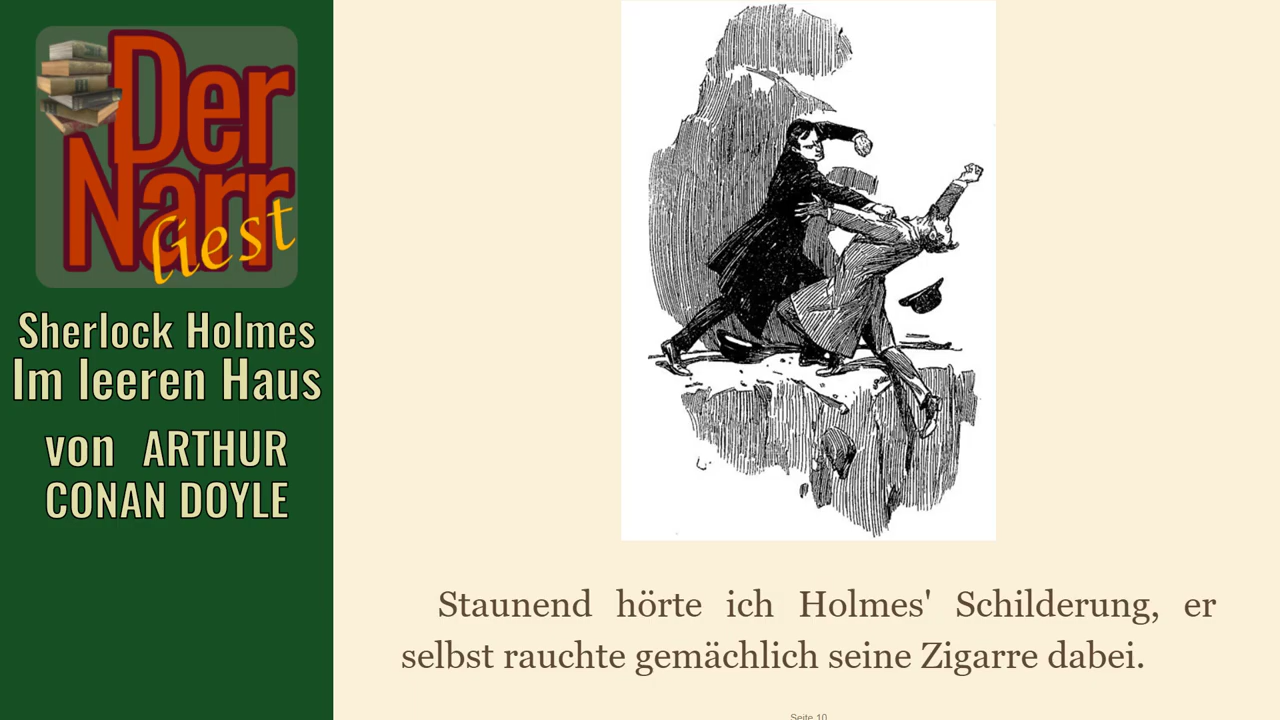 Der
Narr
liest
Sherlock Holmes
Im leeren Haus
von ARTHUR
CONAN DOYLE
Staunend hörte ich Holmes' Schilderung, er
selbst rauchte gemächlich seine Zigarre dabei.
Seite 10